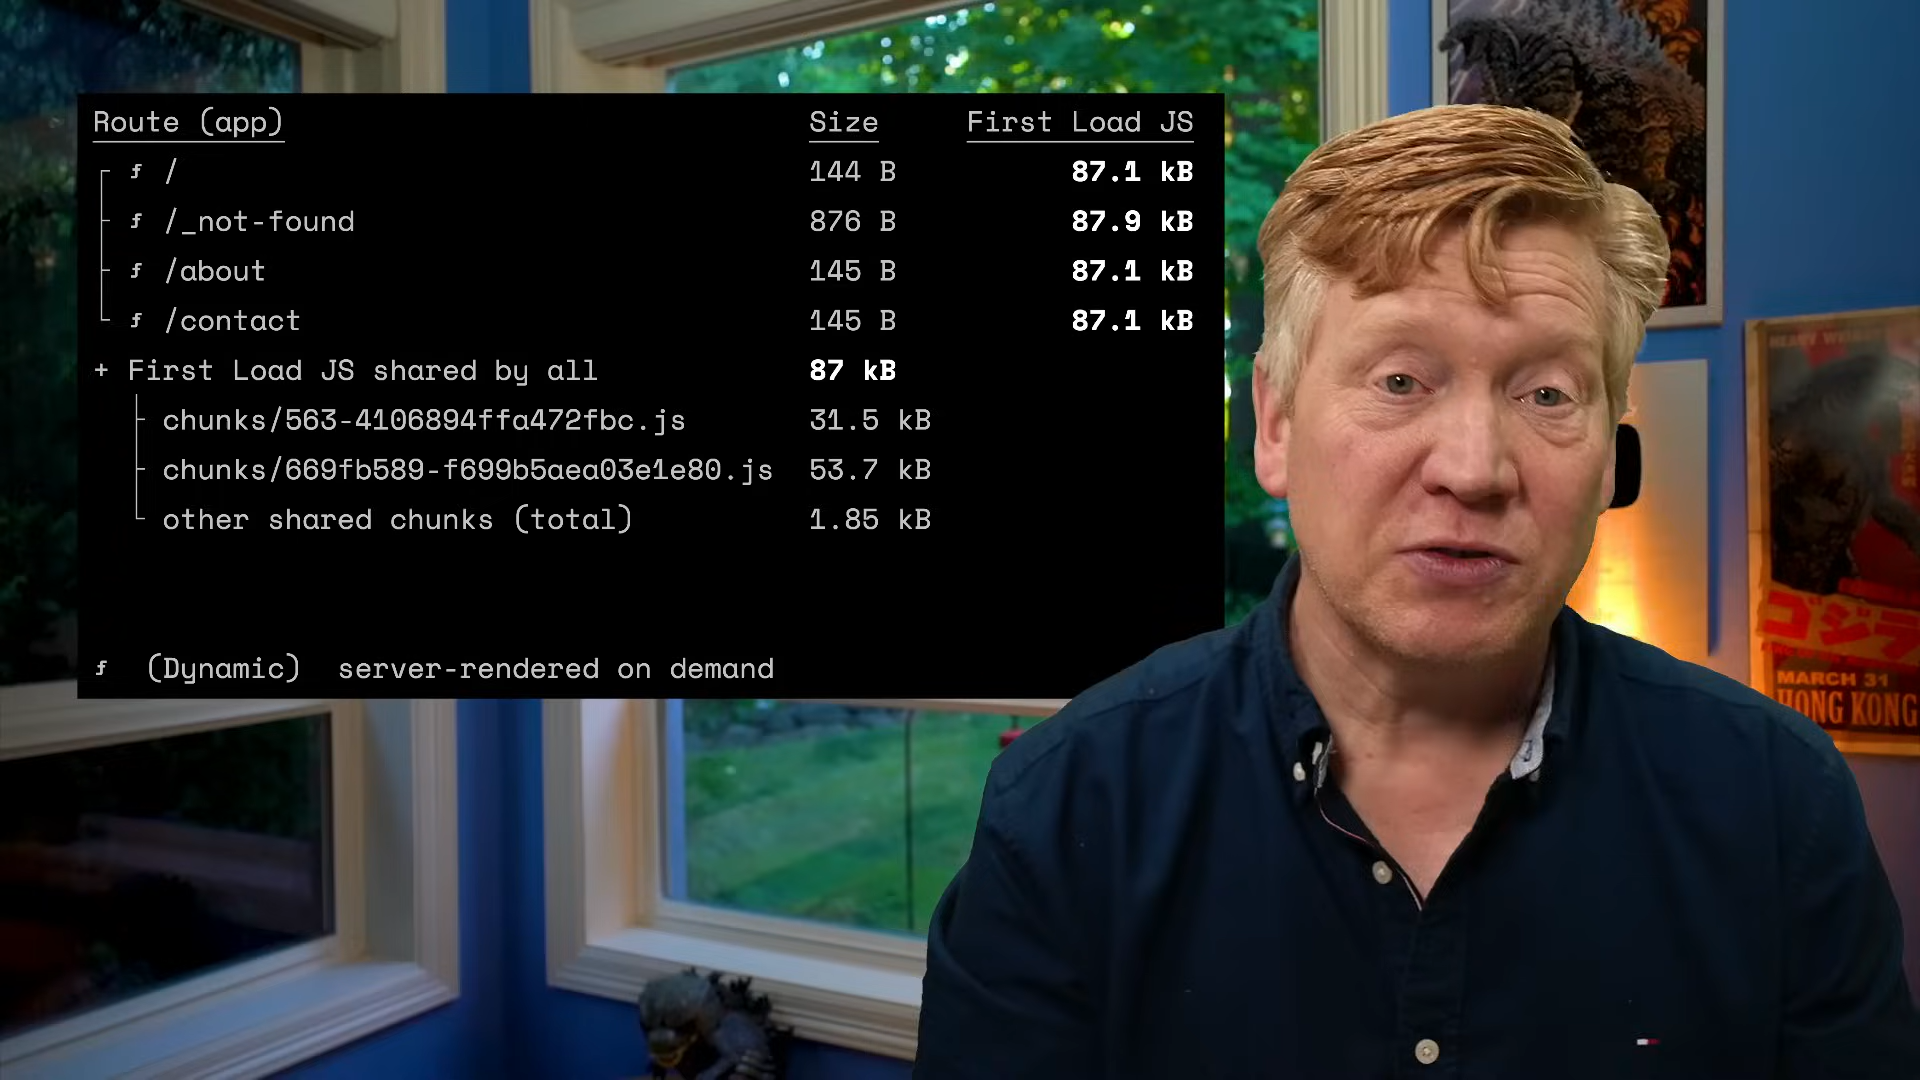 Route (app) Size First Load JS
┌ ƒ / 144 B 87.1 kB
├ ƒ /_not-found 876 B 87.9 kB
├ ƒ /about 145 B 87.1 kB
└ ƒ /contact 145 B 87.1 kB
+ First Load JS shared by all 87 kB
├ chunks/563-4106894ffa472fbc.js 31.5 kB
├ chunks/669fb589-f699b5aea03e1e80.js 53.7 kB
└ other shared chunks (total) 1.85 kB
ƒ (Dynamic) server-rendered on demand
ゴジラ
MARCH 31
HONG KONG